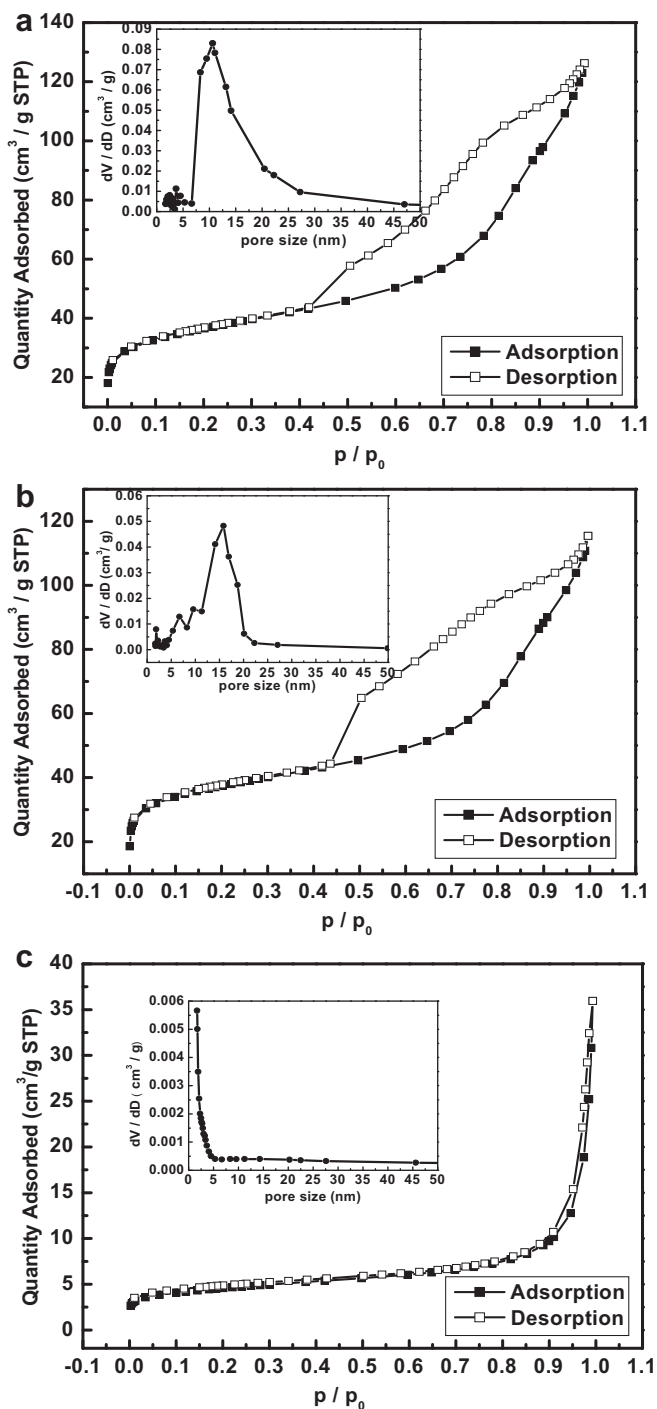 a
140
120
100
80
60
40
20
Quantity Adsorbed (cm³ / g STP)
0.0 0.1 0.2 0.3 0.4 0.5 0.6 0.7 0.8 0.9 1.0 1.1
p / p₀
Adsorption
Desorption
0.09
0.08
0.07
0.06
0.05
0.04
0.03
0.02
0.01
0.00
dV / dD (cm³ / g)
0 5 10 15 20 25 30 35 40 45 50
pore size (nm)
b
120
100
80
60
40
20
Quantity Adsorbed (cm³ / g STP)
-0.1 0.0 0.1 0.2 0.3 0.4 0.5 0.6 0.7 0.8 0.9 1.0 1.1
p / p₀
Adsorption
Desorption
0.06
0.05
0.04
0.03
0.02
0.01
0.00
dV / dD (cm³/ g)
0 5 10 15 20 25 30 35 40 45 50
pore size (nm)
c
40
35
30
25
20
15
10
5
0
Quantity Adsorbed (cm³/g STP)
-0.1 0.0 0.1 0.2 0.3 0.4 0.5 0.6 0.7 0.8 0.9 1.0 1.1
p / p₀
Adsorption
Desorption
0.006
0.005
0.004
0.003
0.002
0.001
0.000
dV / dD ( cm³ / g)
0 5 10 15 20 25 30 35 40 45 50
pore size (nm)